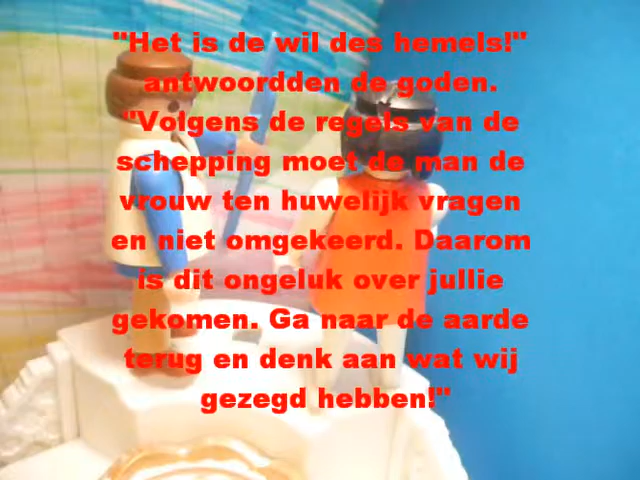 "Het is de wil des hemels!"
antwoordden de goden.
"Volgens de regels van de
schepping moet de man de
vrouw ten huwelijk vragen
en niet omgekeerd. Daarom
is dit ongeluk over jullie
gekomen. Ga naar de aarde
terug en denk aan wat wij
gezegd hebben!"